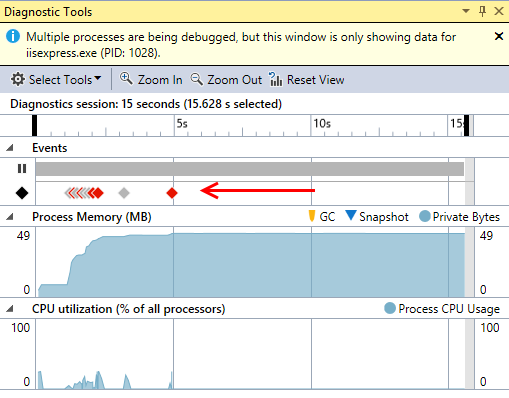 Diagnostic Tools
Multiple processes are being debugged, but this window is only showing data for
iisexpress.exe (PID: 1028).
Select Tools Zoom In Zoom Out Reset View
Diagnostics session: 15 seconds (15.628 s selected)
5s 10s 15s
Events
Process Memory (MB) GC Snapshot Private Bytes
49 49
0 0
CPU utilization (% of all processors) Process CPU Usage
100 100
0 0